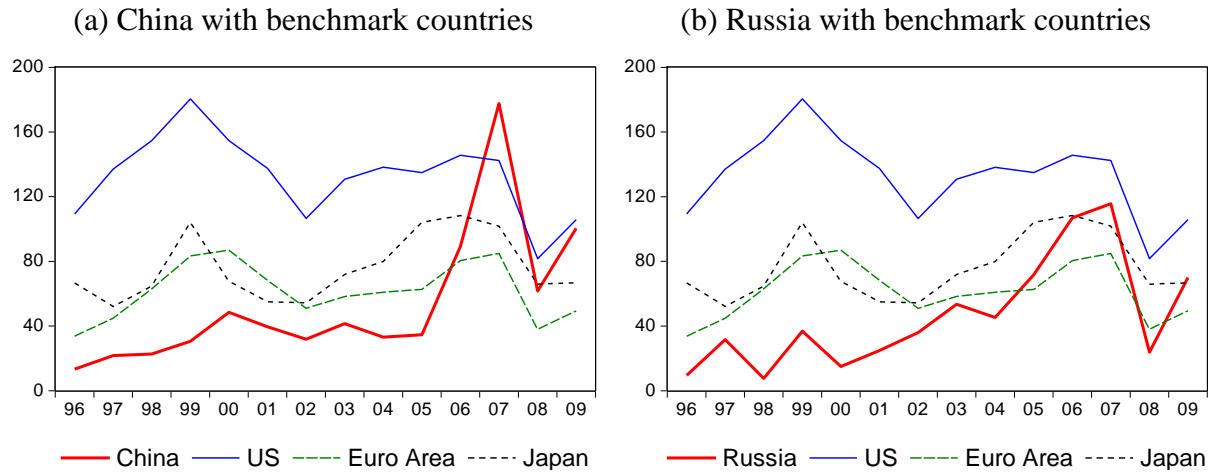 (a) China with benchmark countries
200
160
120
80
40
0
96 97 98 99 00 01 02 03 04 05 06 07 08 09
China US Euro Area Japan
(b) Russia with benchmark countries
200
160
120
80
40
0
96 97 98 99 00 01 02 03 04 05 06 07 08 09
Russia US Euro Area Japan